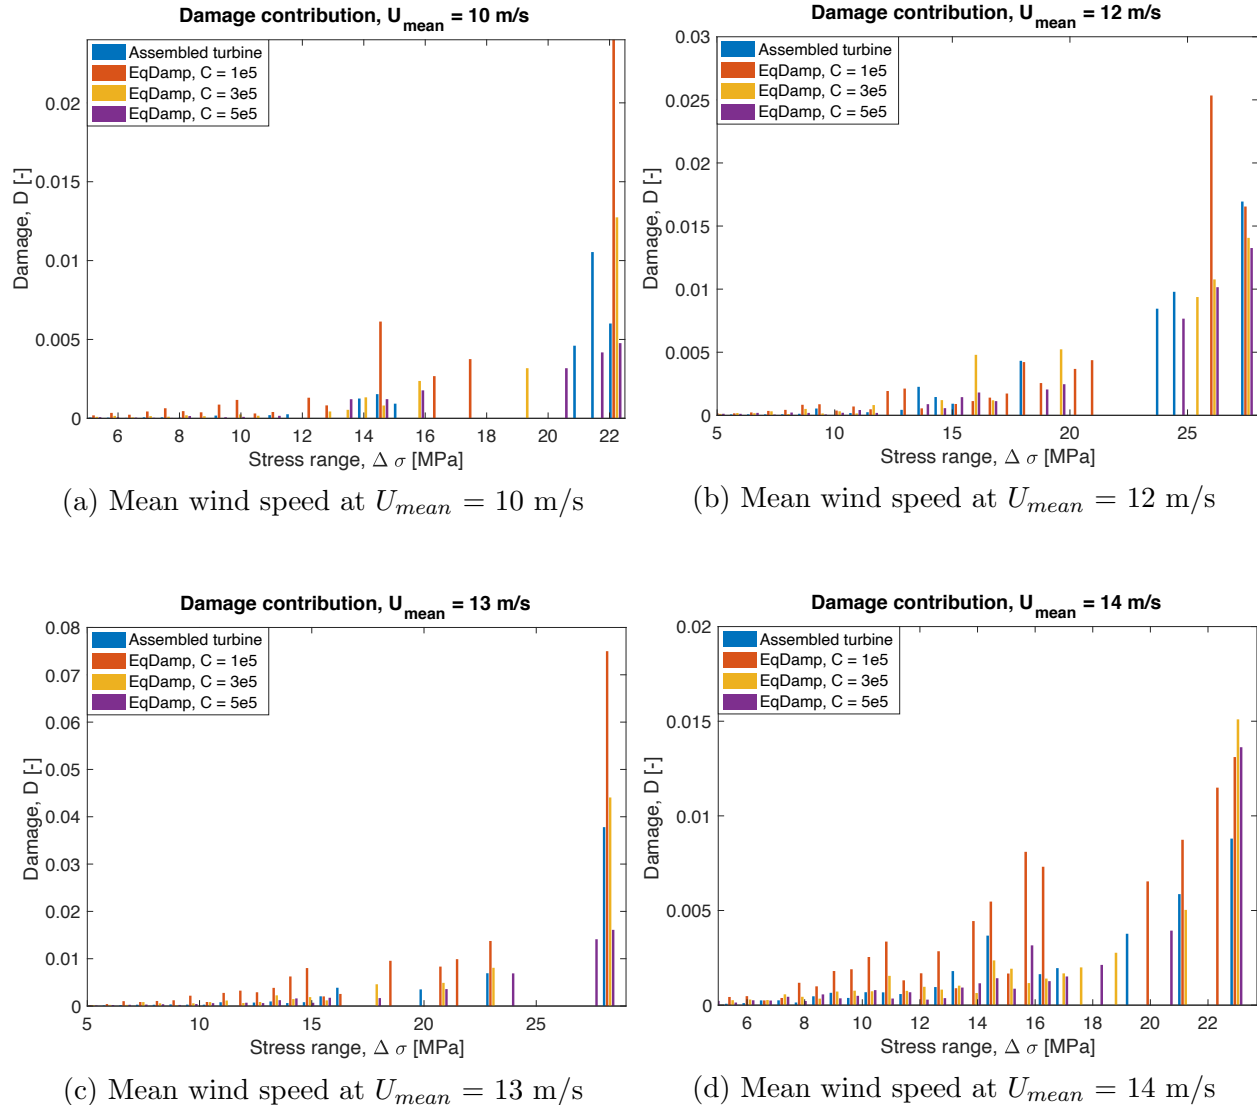 Damage contribution, U_mean = 10 m/s
Assembled turbine
EqDamp, C = 1e5
EqDamp, C = 3e5
EqDamp, C = 5e5
Damage, D [-]
0.02
0.015
0.01
0.005
0
6 8 10 12 14 16 18 20 22
Stress range, Δ σ [MPa]
(a) Mean wind speed at U_mean = 10 m/s
Damage contribution, U_mean = 12 m/s
Assembled turbine
EqDamp, C = 1e5
EqDamp, C = 3e5
EqDamp, C = 5e5
Damage, D [-]
0.03
0.025
0.02
0.015
0.01
0.005
0
5 10 15 20 25
Stress range, Δ σ [MPa]
(b) Mean wind speed at U_mean = 12 m/s
Damage contribution, U_mean = 13 m/s
Assembled turbine
EqDamp, C = 1e5
EqDamp, C = 3e5
EqDamp, C = 5e5
Damage, D [-]
0.08
0.07
0.06
0.05
0.04
0.03
0.02
0.01
0
5 10 15 20 25
Stress range, Δ σ [MPa]
(c) Mean wind speed at U_mean = 13 m/s
Damage contribution, U_mean = 14 m/s
Assembled turbine
EqDamp, C = 1e5
EqDamp, C = 3e5
EqDamp, C = 5e5
Damage, D [-]
0.02
0.015
0.01
0.005
0
6 8 10 12 14 16 18 20 22
Stress range, Δ σ [MPa]
(d) Mean wind speed at U_mean = 14 m/s